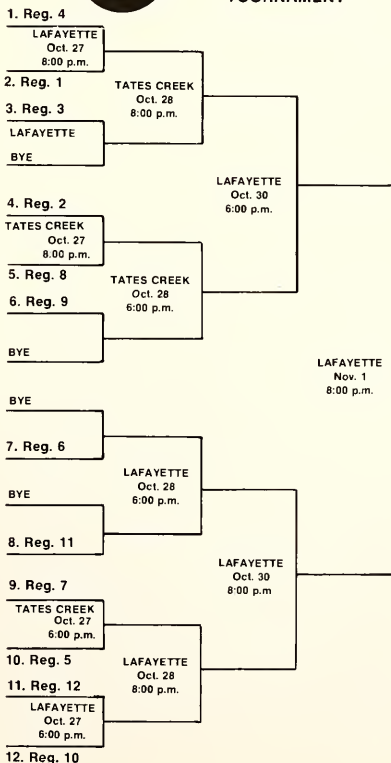 TOURNAMENT
1. Reg. 4
LAFAYETTE
Oct. 27
8:00 p.m.
2. Reg. 1
TATES CREEK
Oct. 28
8:00 p.m.
3. Reg. 3
LAFAYETTE
BYE
LAFAYETTE
Oct. 30
6:00 p.m.
4. Reg. 2
TATES CREEK
Oct. 27
8.00 p.m.
5. Reg. 8
TATES CREEK
Oct. 28
6:00 p.m.
6. Reg. 9
BYE
LAFAYETTE
Nov. 1
8:00 p.m.
BYE
7. Reg. 6
LAFAYETTE
Oct. 28
6:00 p.m.
BYE
8. Reg. 11
LAFAYETTE
Oct. 30
8:00 p.m
9. Reg. 7
TATES CREEK
Oct. 27
6:00 p.m.
10. Reg. 5
LAFAYETTE
Oct. 28
8:00 p.m.
11. Reg. 12
LAFAYETTE
Oct. 27
6:00 p.m.
12. Reg. 10